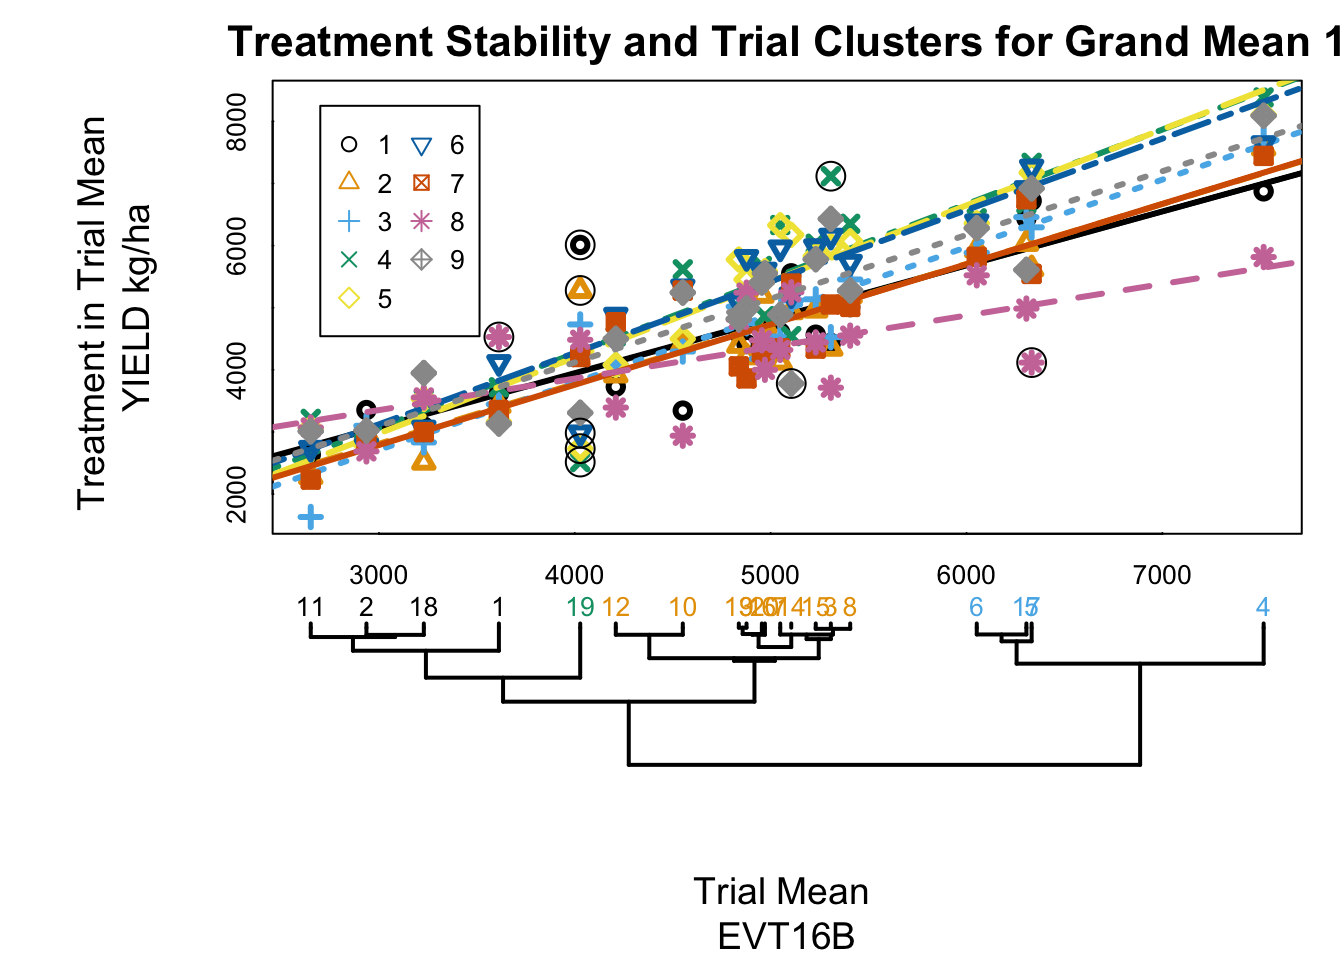 Treatment Stability and Trial Clusters for Grand Mean 1
Treatment in Trial Mean
YIELD kg/ha
8000
6000
4000
2000
1 6
2 7
3 8
4 9
5
3000 4000 5000 6000 7000
11 2 18 1 19 12 10 8 6 4
Trial Mean
EVT16B